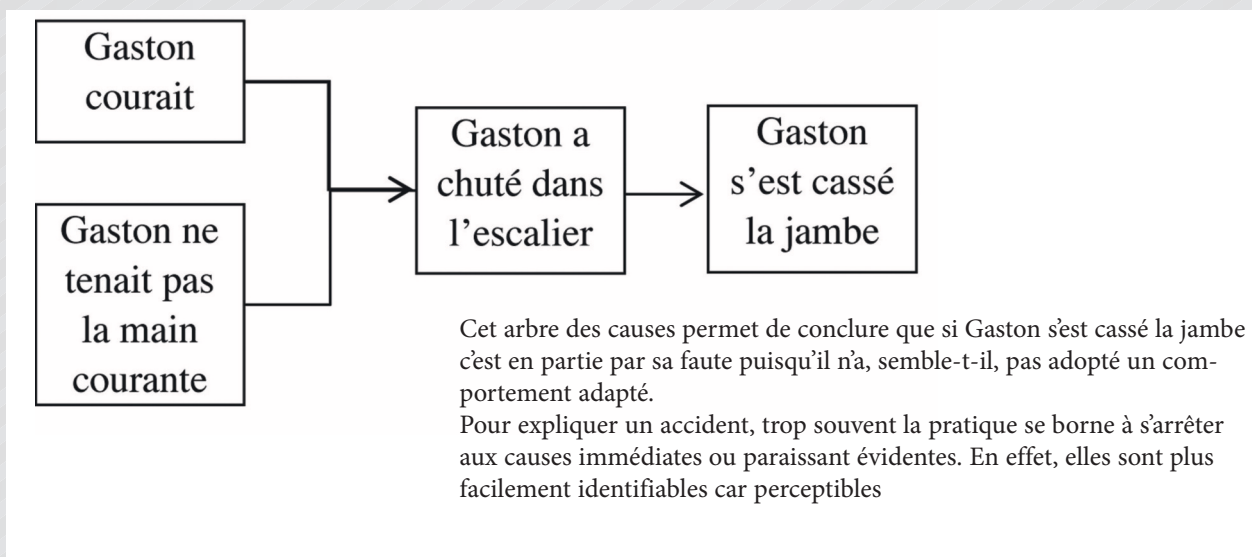 Gaston
courait
Gaston ne
tenait pas
la main
courante
Gaston a
chuté dans
l’escalier
Gaston
s’est cassé
la jambe
Cet arbre des causes permet de conclure que si Gaston s'est cassé la jambe
c'est en partie par sa faute puisqu'il n'a, semble-t-il, pas adopté un com-
portement adapté.
Pour expliquer un accident, trop souvent la pratique se borne à s'arrêter
aux causes immédiates ou paraissant évidentes. En effet, elles sont plus
facilement identifiables car perceptibles